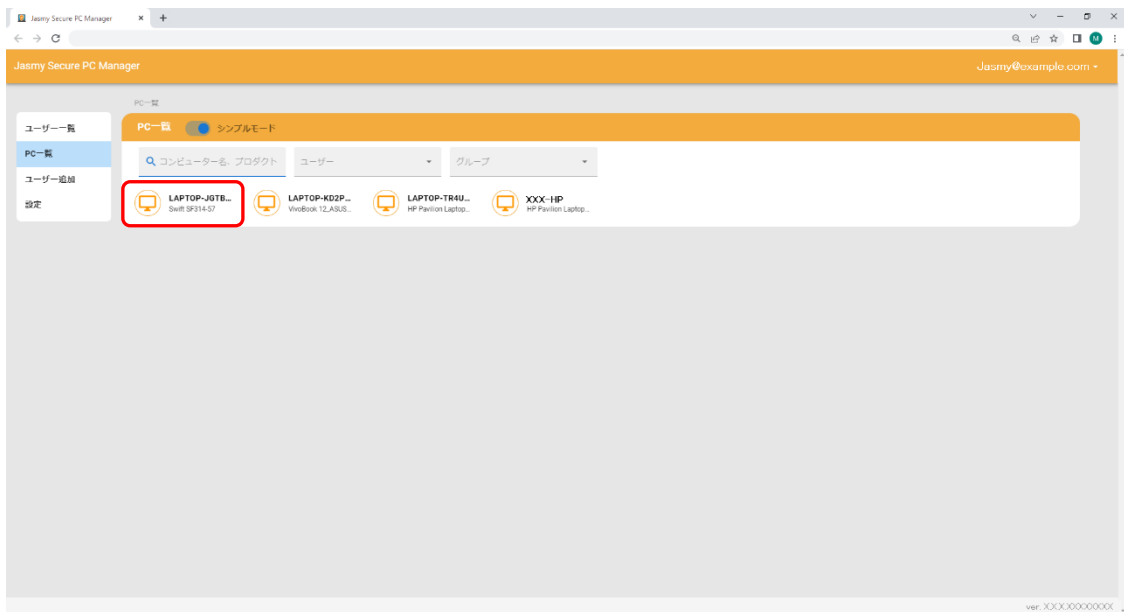 Jasmy Secure PC Manager
Jasmy Secure PC Manager
Jasmy@example.com
PC一覧
ユーザー一覧
PC一覧
ユーザー追加
設定
PC一覧 シンプルモード
コンピューター名、プロダクト ユーザー グループ
LAPTOP-JGTB... LAPTOP-KD2P... LAPTOP-TR4U... XXX-HP
Swift SF314-57 VivoBook 12_ASUS... HP Pavilion Laptop... HP Pavilion Laptop...
M
ver. XX.X.XXXXXXXX